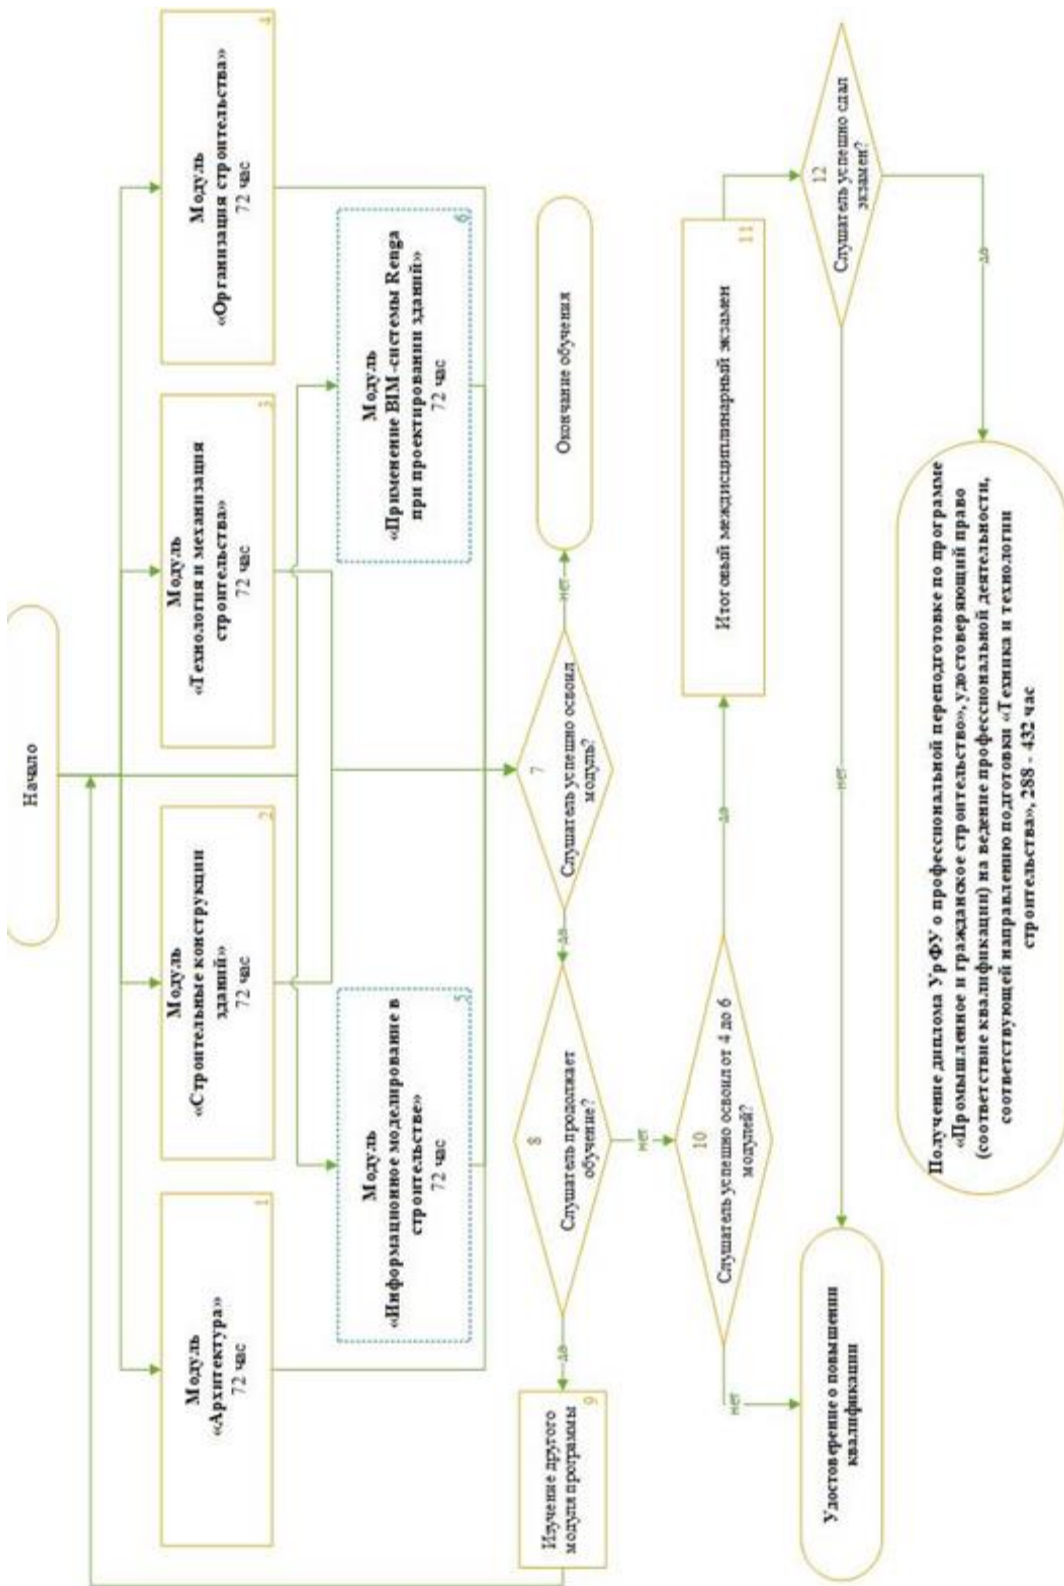 Начало
Модуль
«Архитектура»
72 час
1
Модуль
«Строительные конструкции
зданий»
72 час
2
Модуль
«Технология и механизация
строительства»
72 час
3
Модуль
«Организация строительства»
72 час
4
Модуль
«Информационное моделирование в
строительстве»
72 час
5
Модуль
«Применение BIM-системы Renga
при проектировании зданий»
72 час
6
7
Слушатель успешно освоил
модуль?
нет
Окончание обучения
да
8
Слушатель продолжает
обучение?
да
Изучение другого
модуля программы
9
нет
10
Слушатель успешно освоил от 4 до 6
модулей?
да
Итоговый междисциплинарный экзамен
11
12
Слушатель успешно сдал
экзамен?
нет
нет
Удостоверение о повышении
квалификации
да
Получение диплома УрФУ о профессиональной переподготовке по программе
«Промышленное и гражданское строительство», удостоверяющий право
(соответствие квалификации) на ведение профессиональной деятельности,
соответствующей направлению подготовки «Техника и технологии
строительства», 288 - 432 час